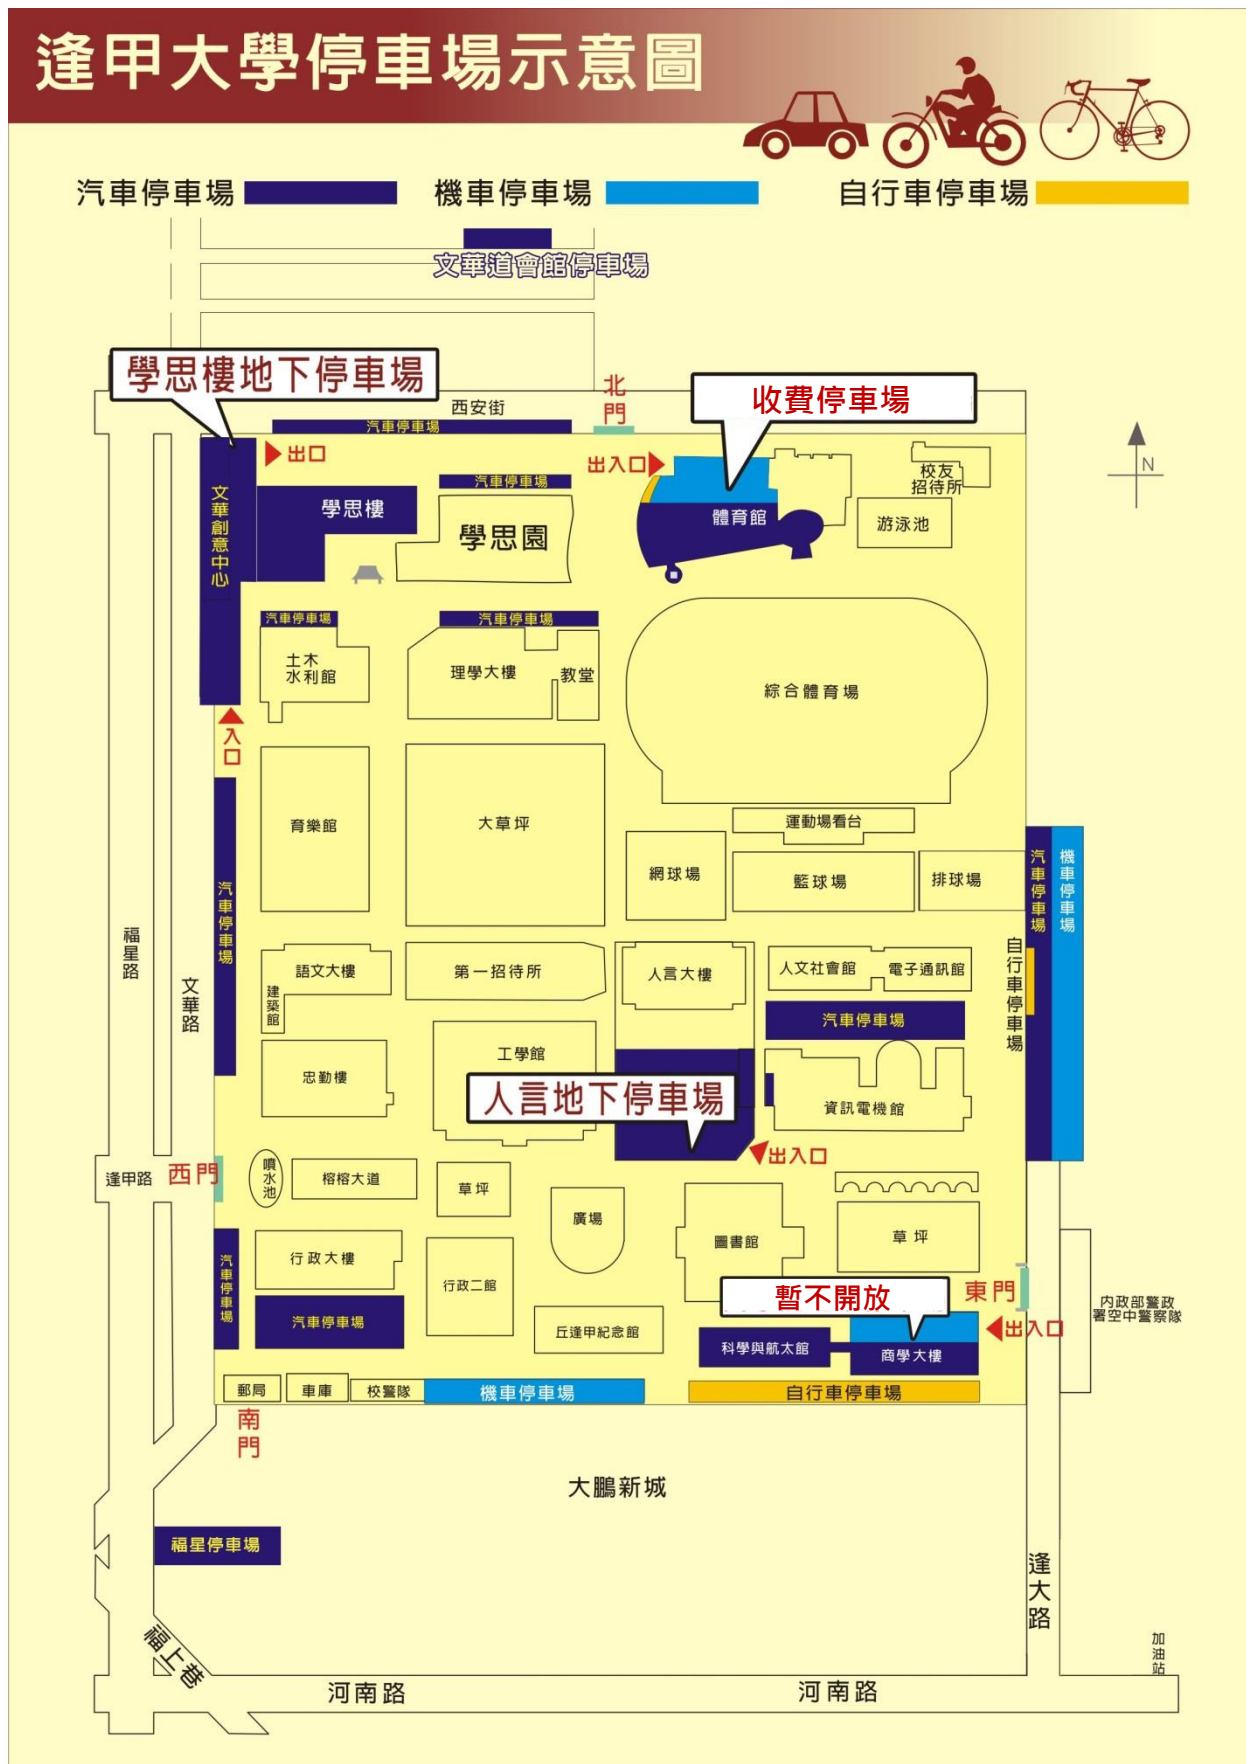 逢甲大學停車場示意圖
汽車停車場
機車停車場
自行車停車場
文華道會館停車場
學思樓地下停車場
北門
收費停車場
西安街
汽車停車場
出口
出入口
校友
招待所
N
文華創意中心
學思樓
汽車停車場
學思園
體育館
游泳池
汽車停車場
汽車停車場
土木
水利館
理學大樓
教堂
綜合體育場
入口
育樂館
大草坪
運動場看台
網球場
籃球場
排球場
汽車停車場
機車停車場
汽車停車場
福星路
文華路
語文大樓
建築館
第一招待所
人言大樓
人文社會館
電子通訊館
自行車停車場
汽車停車場
忠勤樓
工學館
人言地下停車場
資訊電機館
出入口
逢甲路
西門
噴水池
榕榕大道
草坪
廣場
圖書館
草坪
汽車停車場
行政大樓
行政二館
暫不開放
東門
內政部警政
署空中警察隊
汽車停車場
丘逢甲紀念館
科學與航太館
商學大樓
出入口
郵局
車庫
校警隊
機車停車場
自行車停車場
南門
大鵬新城
福星停車場
逢大路
福上巷
加油站
河南路
河南路